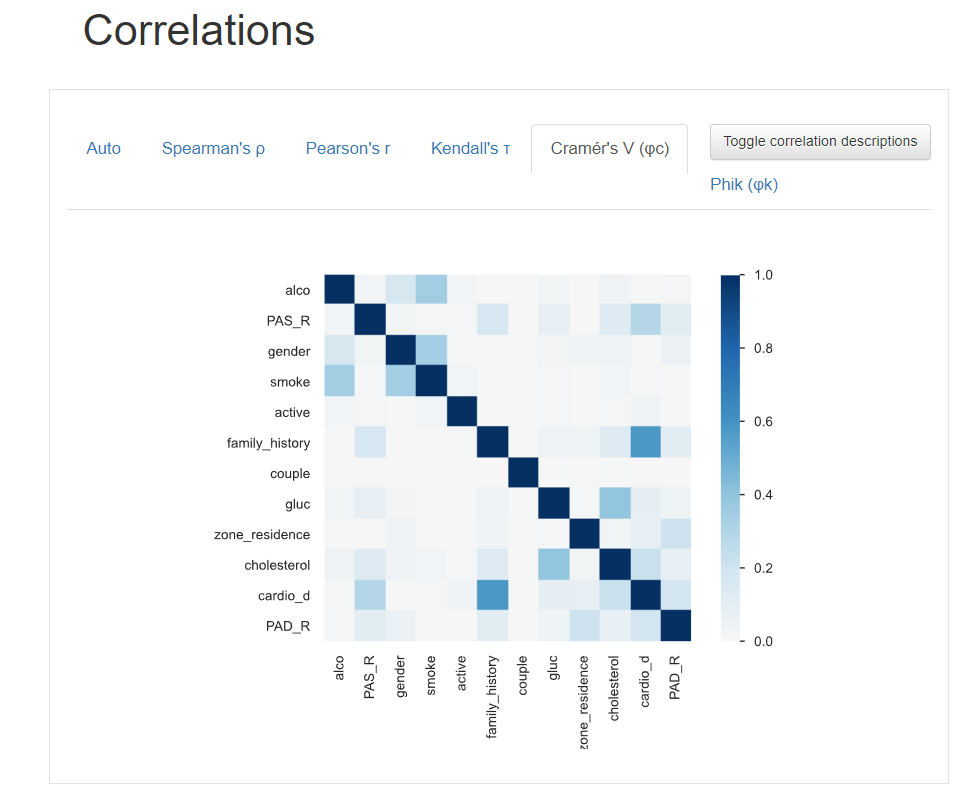 Correlations
Auto Spearman's ρ Pearson's r Kendall's τ Cramér's V (φc) Toggle correlation descriptions
Phik (φk)
alco
PAS_R
gender
smoke
active
family_history
couple
gluc
zone_residence
cholesterol
cardio_d
PAD_R
1.0
0.8
0.6
0.4
0.2
0.0
alco
PAS_R
gender
smoke
active
family_history
couple
gluc
zone_residence
cholesterol
cardio_d
PAD_R